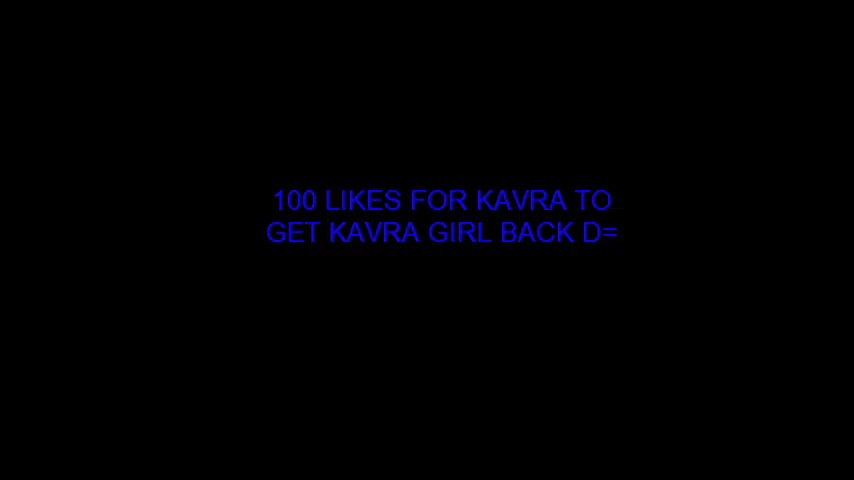 100 LIKES FOR KAVRA TO
GET KAVRA GIRL BACK D=